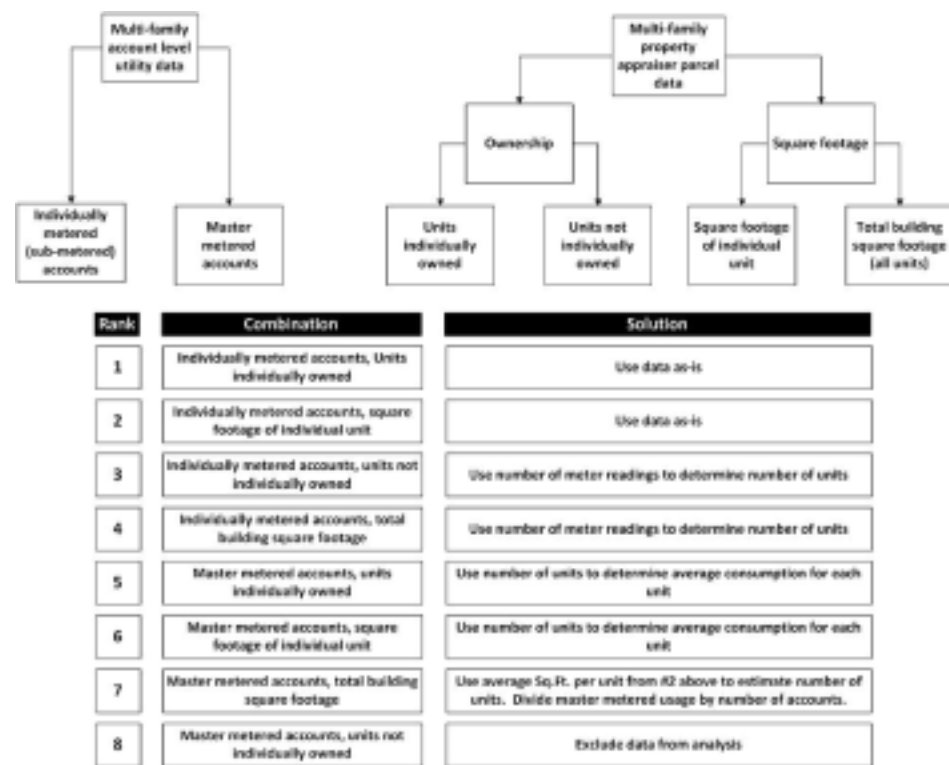 Multi-family
account level
utility data
Multi-family
property
appraiser parcel
data
Ownership
Square footage
Individually
metered
(sub-metered)
accounts
Master
metered
accounts
Units
individually
owned
Units not
individually
owned
Square footage
of individual
unit
Total building
square footage
(all units)
Rank Combination Solution
1
Individually metered accounts, Units
individually owned
Use data as-is
2
Individually metered accounts, square
footage of individual unit
Use data as-is
3
Individually metered accounts, units not
individually owned
Use number of meter readings to determine number of units
4
Individually metered accounts, total
building square footage
Use number of meter readings to determine number of units
5
Master metered accounts, units
individually owned
Use number of units to determine average consumption for each
unit
6
Master metered accounts, square
footage of individual unit
Use number of units to determine average consumption for each
unit
7
Master metered accounts, total building
square footage
Use average Sq.Ft. per unit from #2 above to estimate number of
units. Divide master metered usage by number of accounts.
8
Master metered accounts, units not
individually owned
Exclude data from analysis